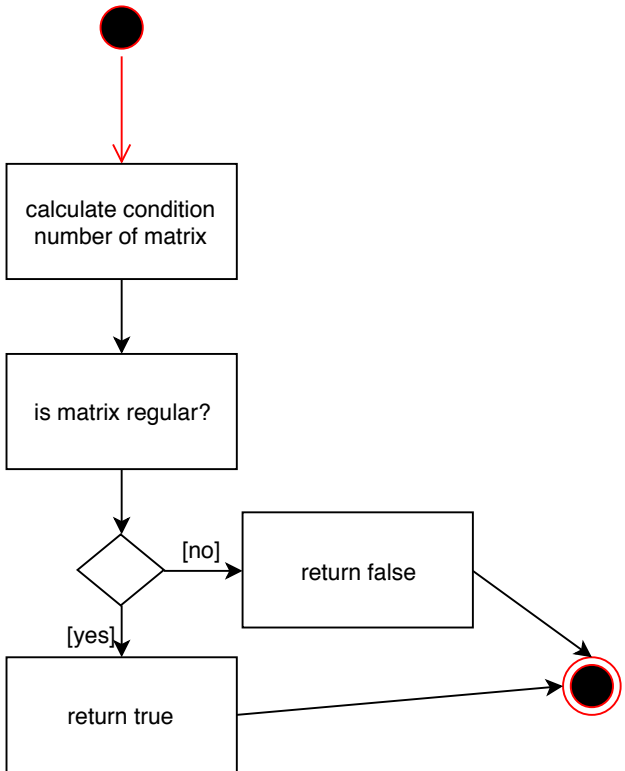 calculate condition
number of matrix
is matrix regular?
[no]
return false
[yes]
return true